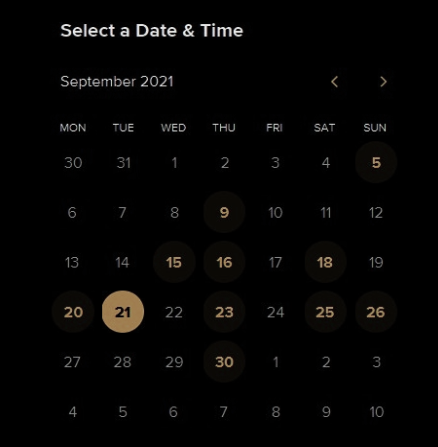 Select a Date & Time
September 2021
MON TUE WED THU FRI SAT SUN
30 31 1 2 3 4 5
6 7 8 9 10 11 12
13 14 15 16 17 18 19
20 21 22 23 24 25 26
27 28 29 30 1 2 3
4 5 6 7 8 9 10